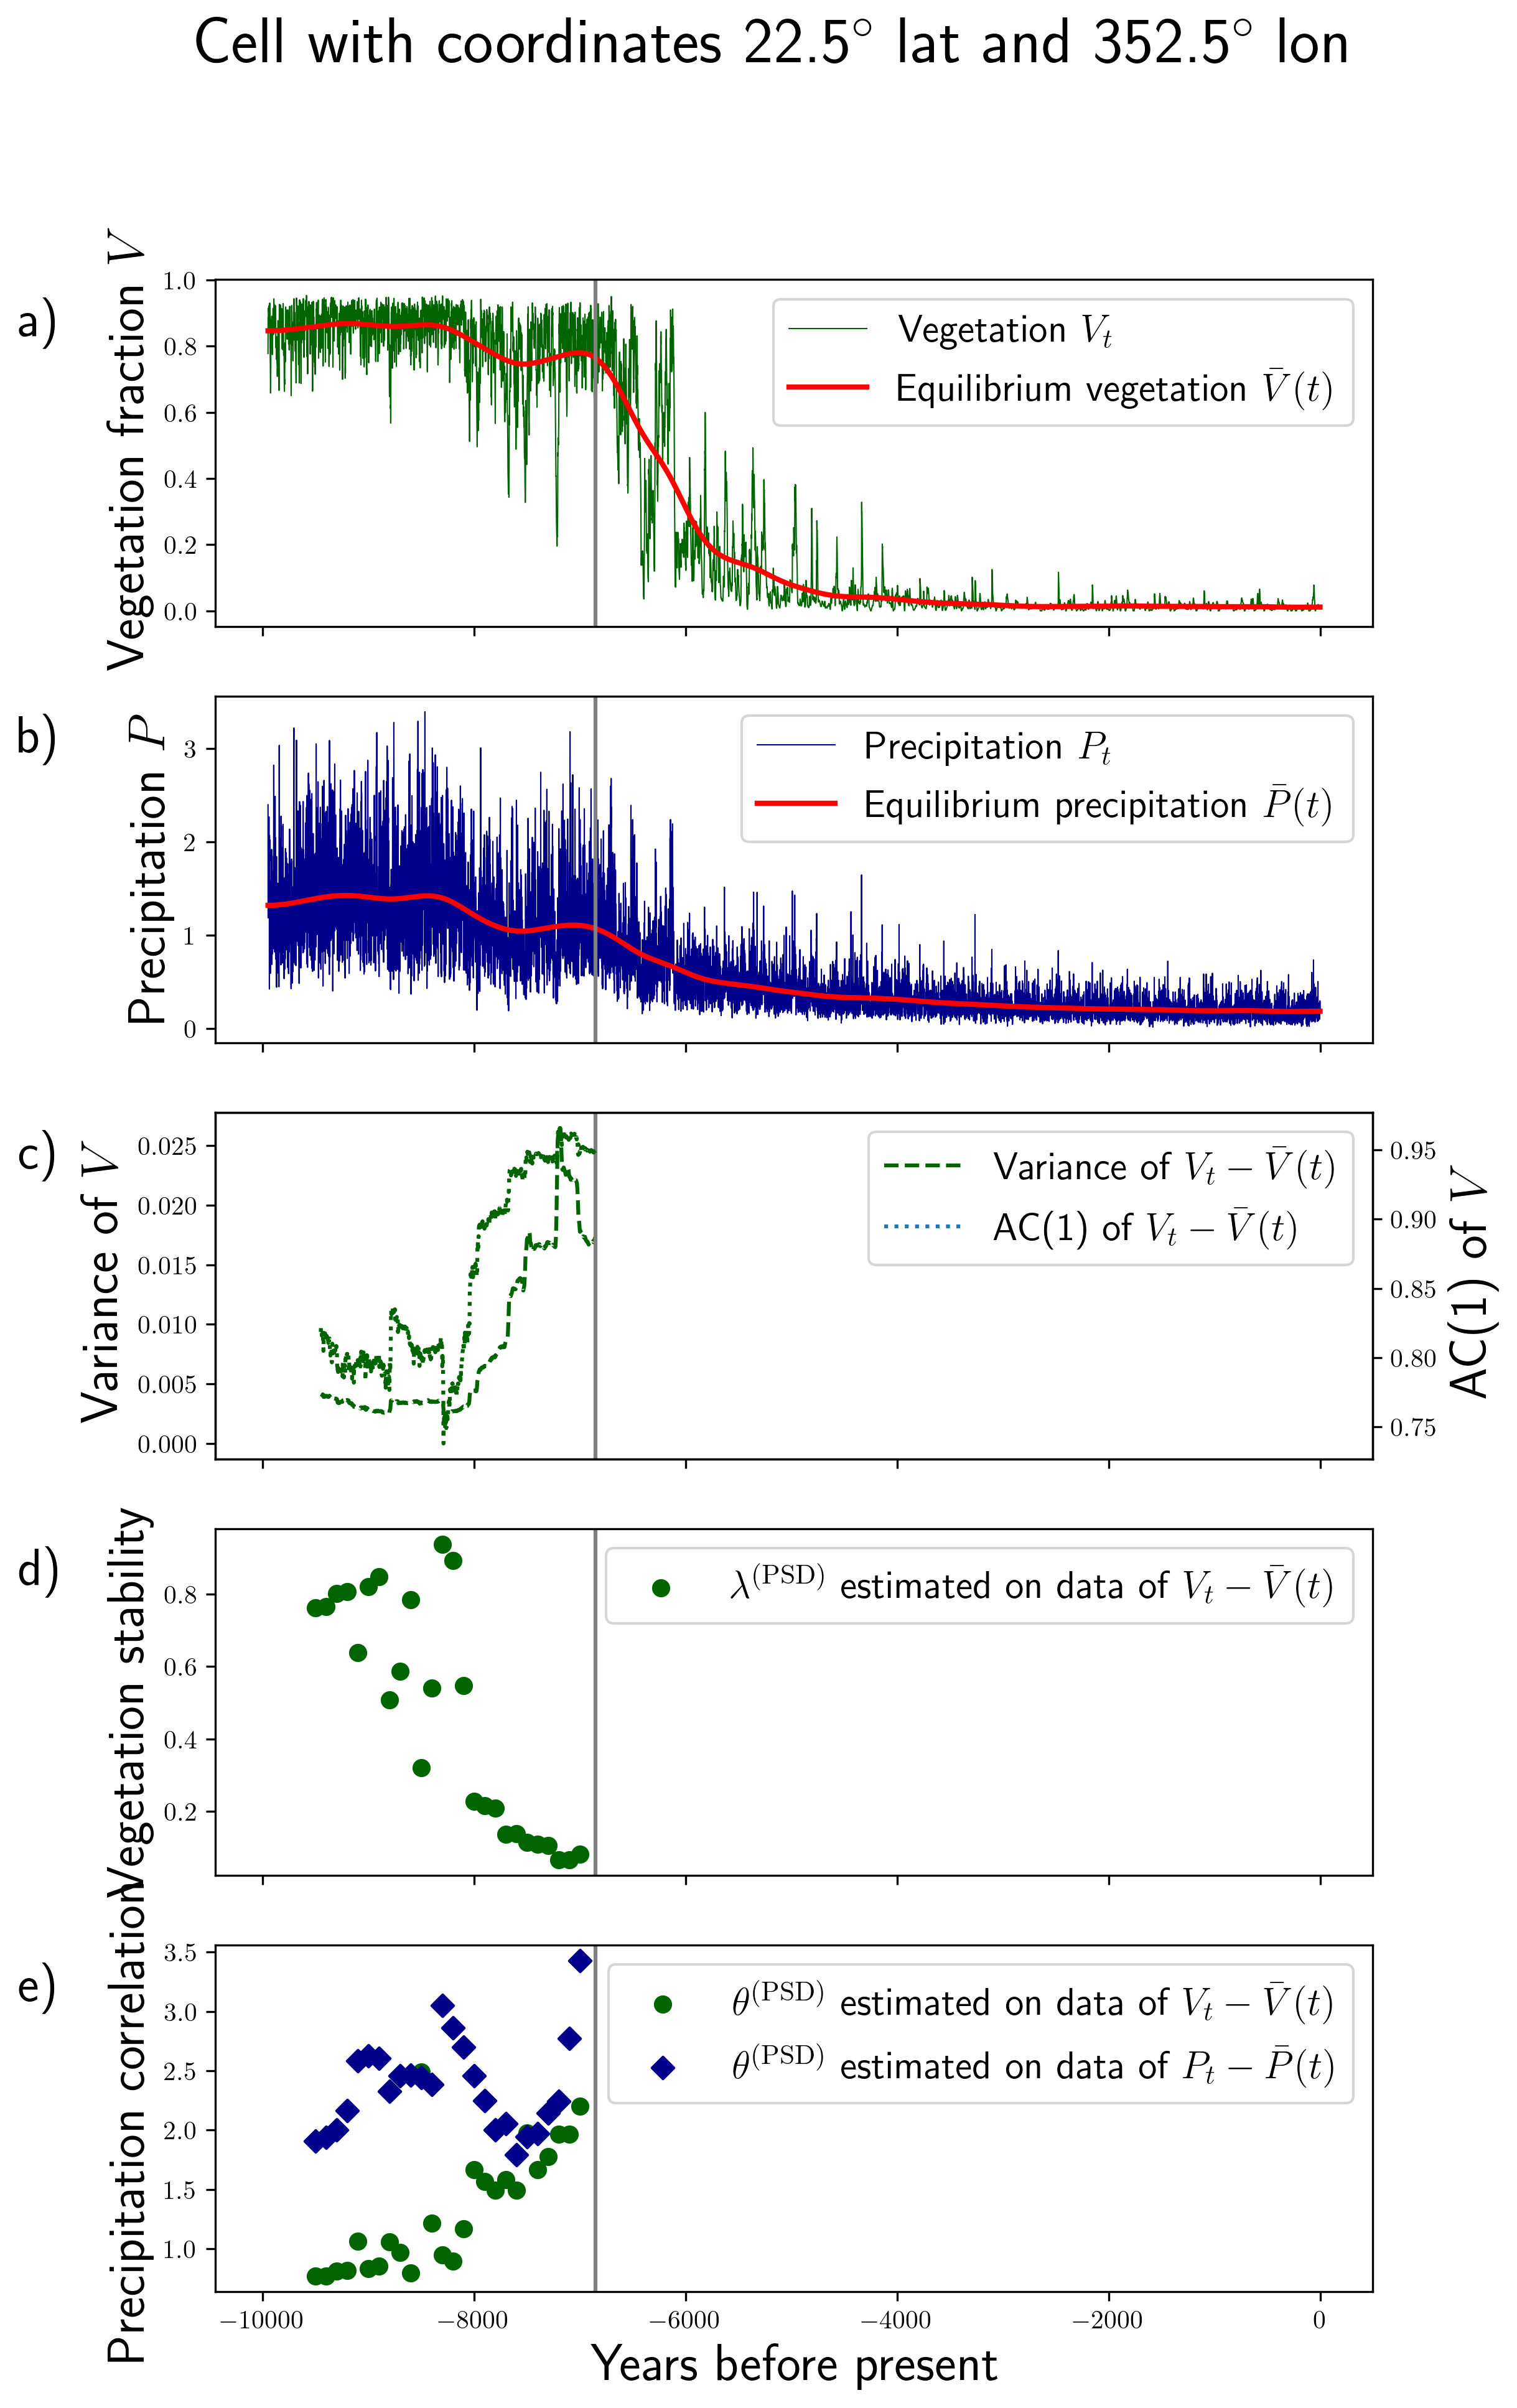 Cell with coordinates 22.5° lat and 352.5° lon
a)
Vegetation fraction V
1.0
0.8
0.6
0.4
0.2
0.0
Vegetation V_t
Equilibrium vegetation V̄(t)
b)
Precipitation P
3
2
1
0
Precipitation P_t
Equilibrium precipitation P̄(t)
c)
Variance of V
0.025
0.020
0.015
0.010
0.005
0.000
Variance of V_t − V̄(t)
AC(1) of V_t − V̄(t)
0.95
0.90
0.85
0.80
0.75
AC(1) of V
d)
Vegetation stability
0.8
0.6
0.4
0.2
λ^(PSD) estimated on data of V_t − V̄(t)
e)
Precipitation correlation
3.5
3.0
2.5
2.0
1.5
1.0
θ^(PSD) estimated on data of V_t − V̄(t)
θ^(PSD) estimated on data of P_t − P̄(t)
−10000 −8000 −6000 −4000 −2000 0
Years before present